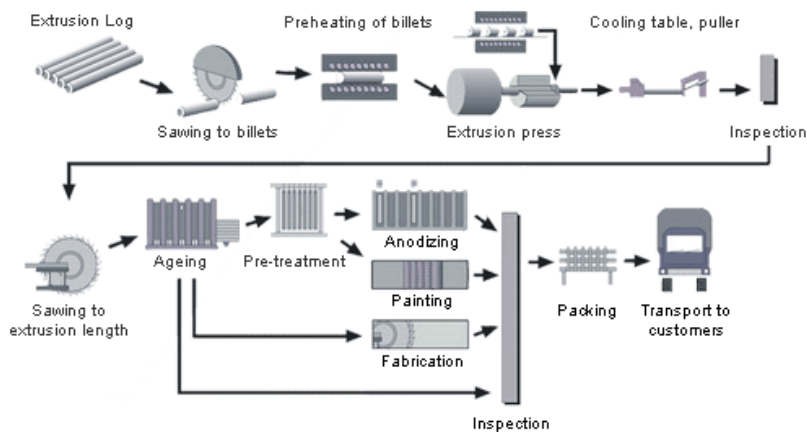 Extrusion Log
Preheating of billets
Cooling table, puller
Sawing to billets
Extrusion press
Inspection
Sawing to
extrusion length
Ageing
Pre-treatment
Anodizing
Painting
Fabrication
Inspection
Packing
Transport to
customers